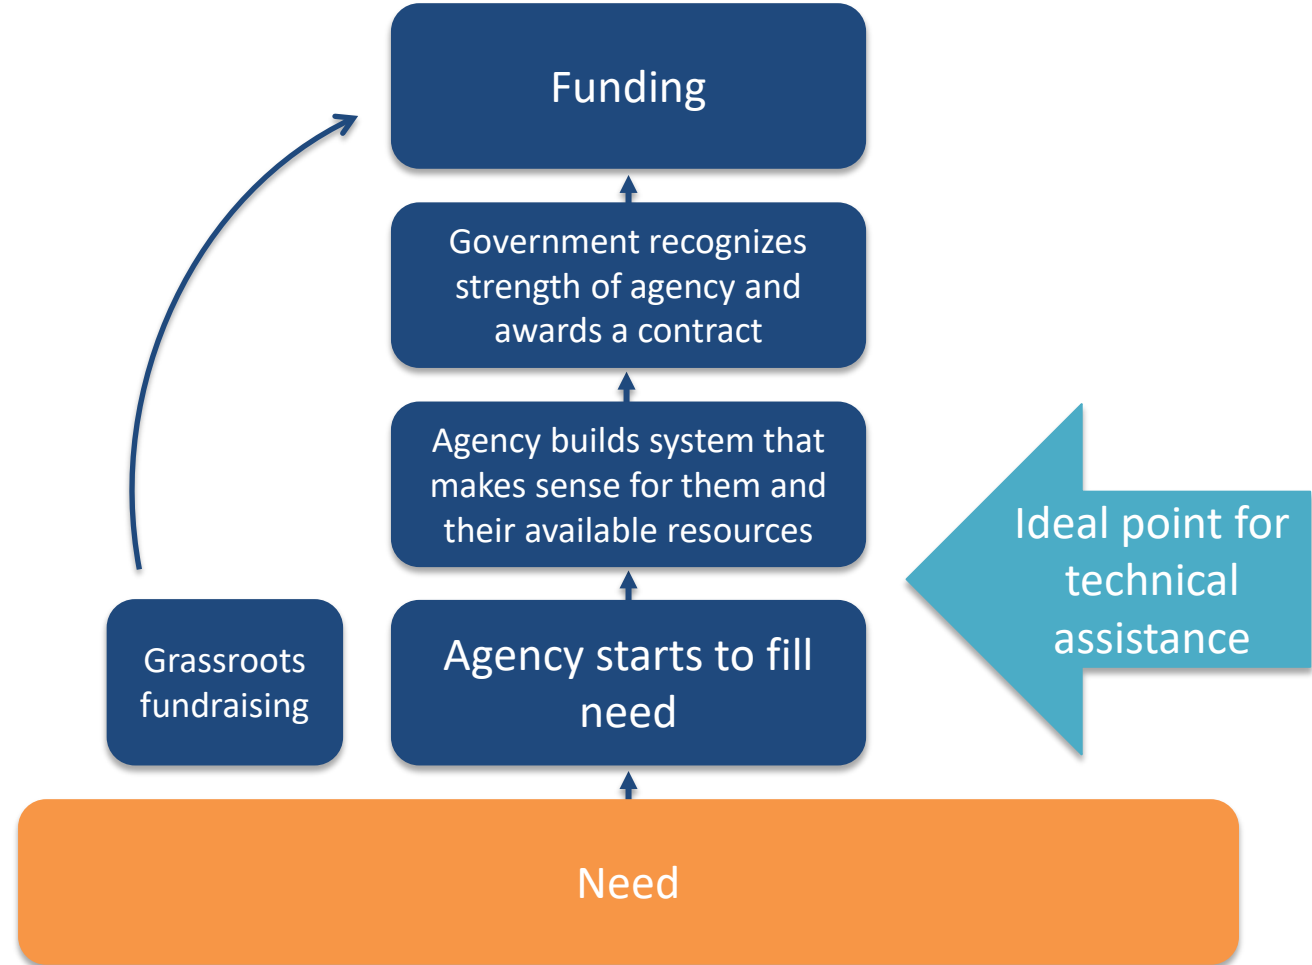 Funding
Government recognizes
strength of agency and
awards a contract
Agency builds system that
makes sense for them and
their available resources
Ideal point for
technical
assistance
Grassroots
fundraising
Agency starts to fill
need
Need